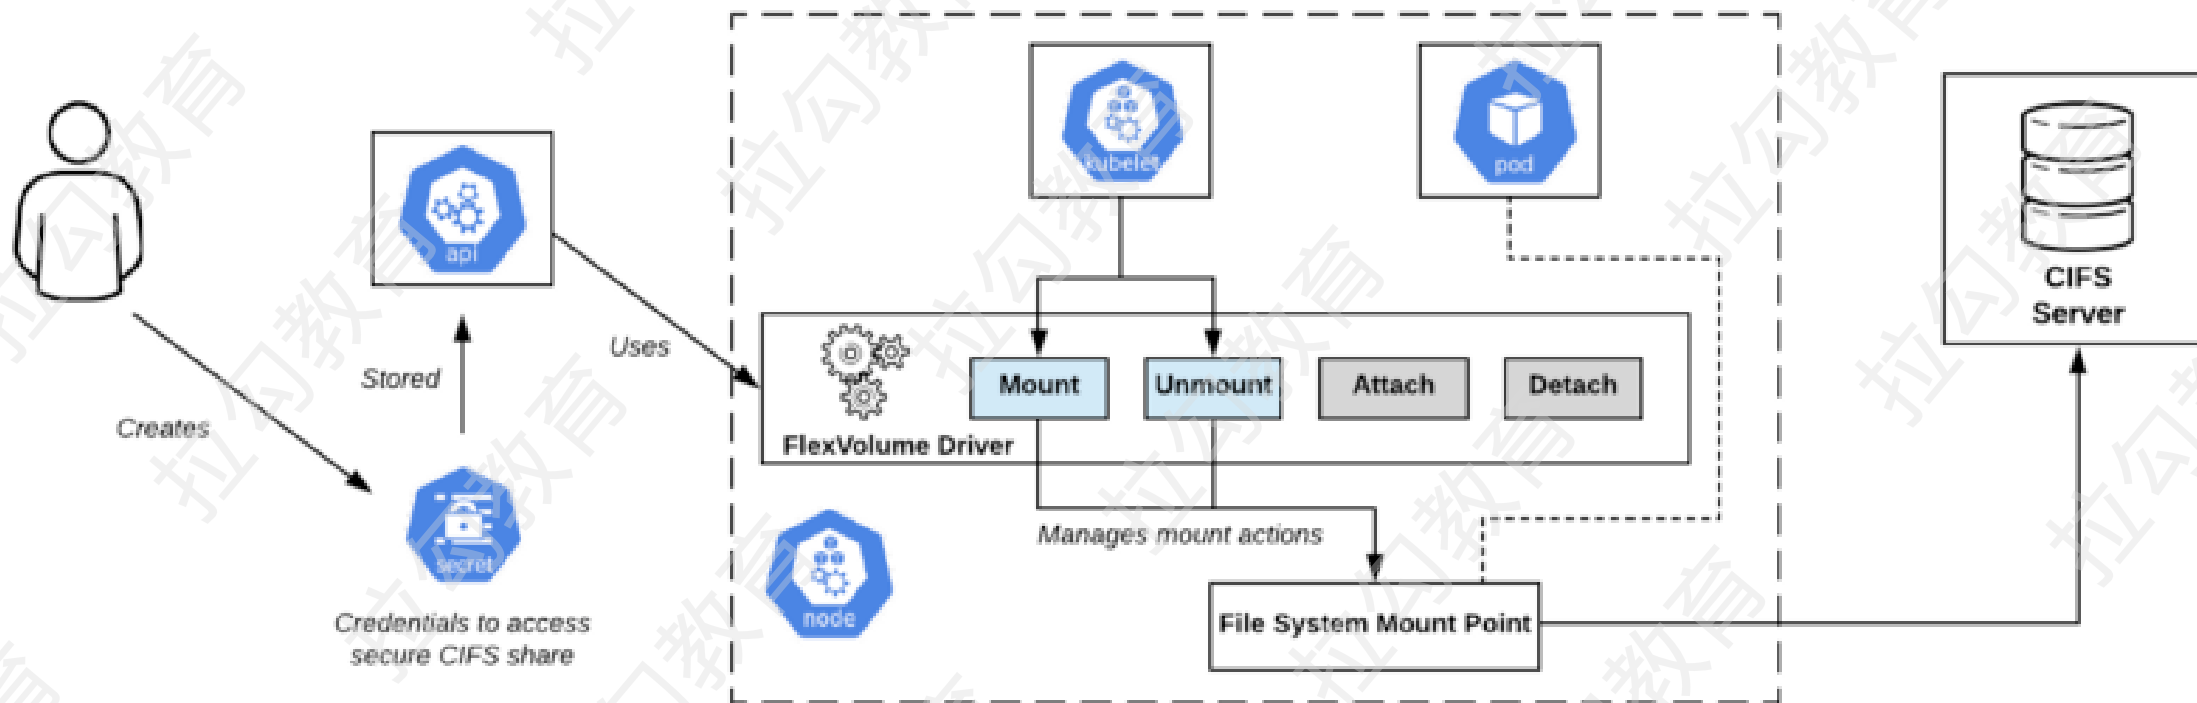 kubelet
pod
api
CIFS
Server
Uses
Stored
Mount
Unmount
Attach
Detach
Creates
FlexVolume Driver
Manages mount actions
secret
node
Credentials to access
secure CIFS share
File System Mount Point
拉勾教育